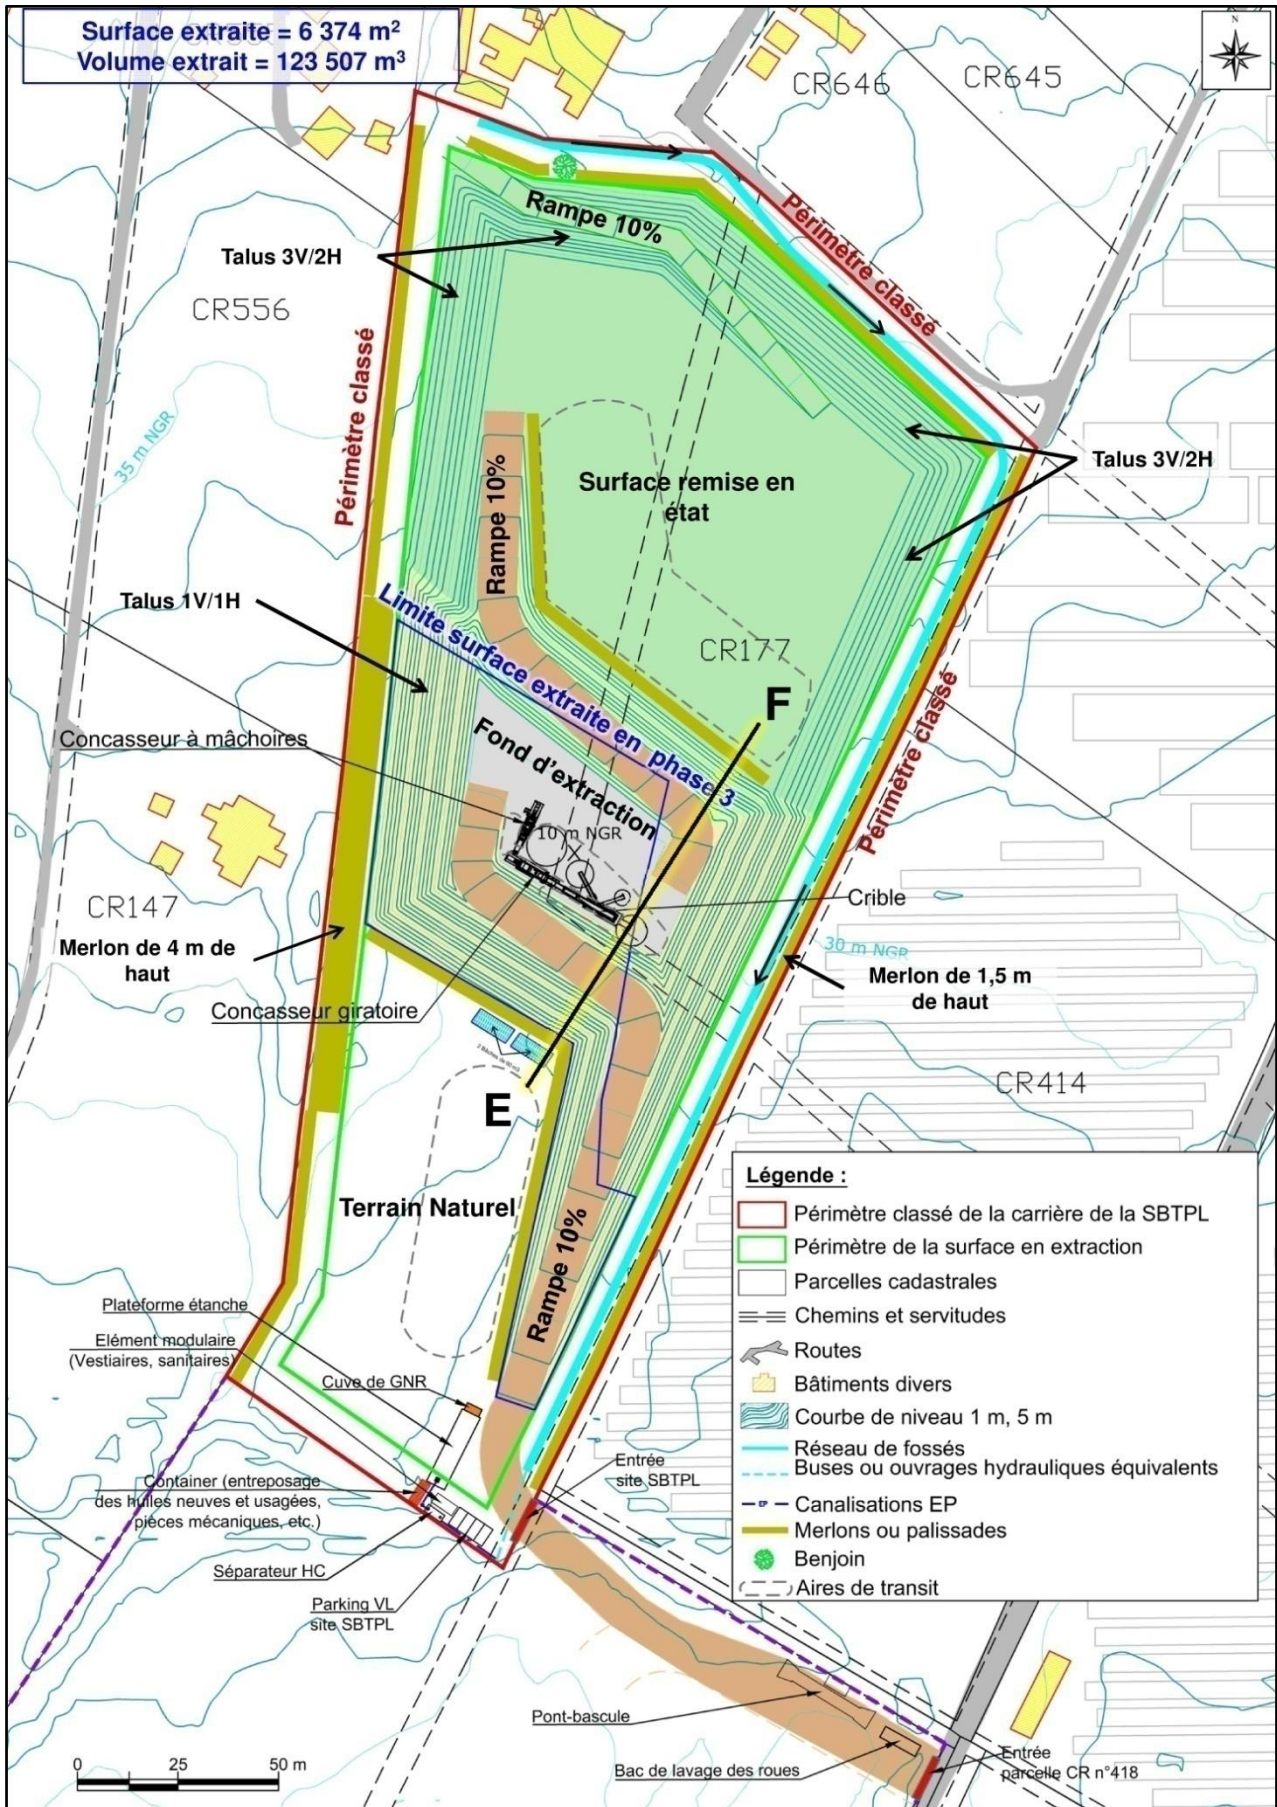 Surface extraite = 6 374 m²
Volume extrait = 123 507 m³
N
CR646
CR645
Rampe 10%
Périmètre classé
Talus 3V/2H
CR556
Périmètre classé
35 m NGR
Rampe 10%
Surface remise en
état
Talus 3V/2H
Talus 1V/1H
Limite surface extraite en phase 3
CR177
F
Périmètre classé
Concasseur à mâchoires
Fond d'extraction
10 m NGR
CR147
Crible
Merlon de 4 m de
haut
30 m NGR
Merlon de 1,5 m
de haut
Concasseur giratoire
E
CR414
Terrain Naturel
Rampe 10%
Légende :
Périmètre classé de la carrière de la SBTPL
Périmètre de la surface en extraction
Parcelles cadastrales
Chemins et servitudes
Routes
Bâtiments divers
Courbe de niveau 1 m, 5 m
Réseau de fossés
Buses ou ouvrages hydrauliques équivalents
EP
Canalisations EP
Merlons ou palissades
Benjoin
Aires de transit
Plateforme étanche
Elément modulaire
(Vestiaires, sanitaires)
Cuve de GNR
Entrée
site SBTPL
Container (entreposage
des huiles neuves et usagées,
pièces mécaniques, etc.)
Séparateur HC
Parking VL
site SBTPL
Pont-bascule
Bac de lavage des roues
Entrée
parcelle CR n°418
0 25 50 m